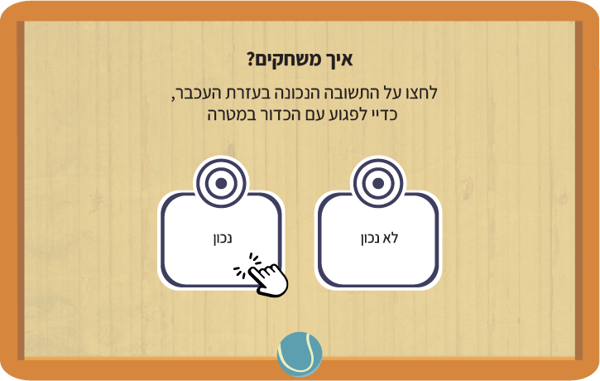 איך משחקים?
לחצו על התשובה הנכונה בעזרת העכבר,
כדיי לפגוע עם הכדור במטרה
לא נכון
נכון